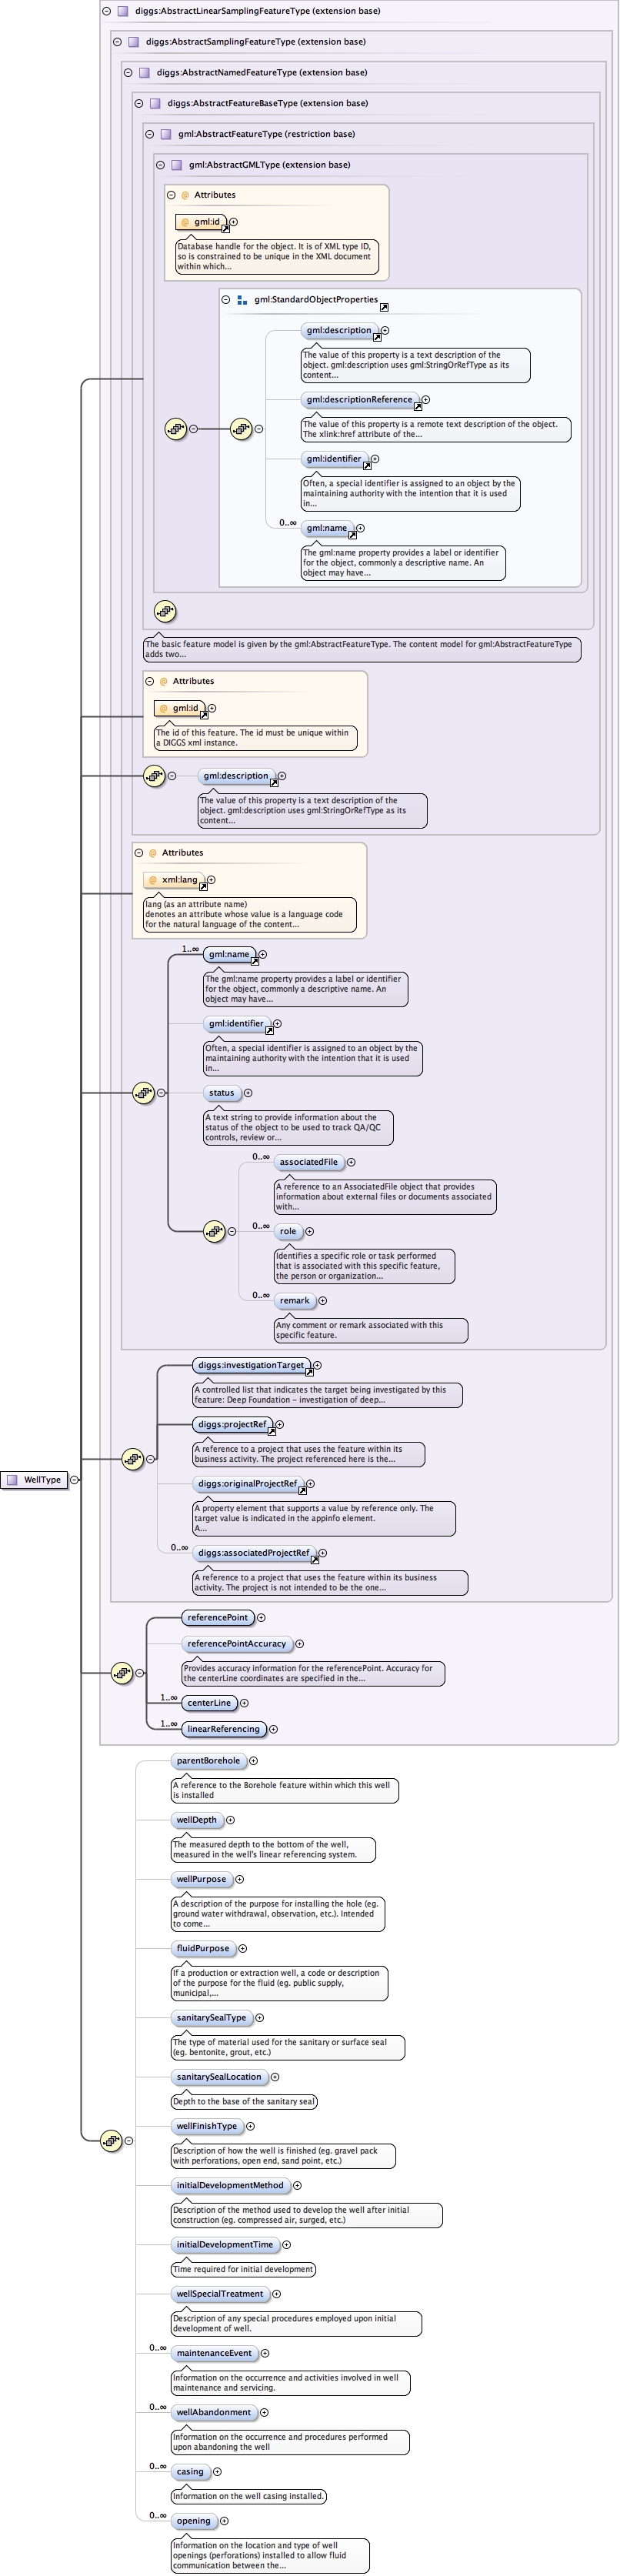 diggs:AbstractLinearSamplingFeatureType (extension base)
diggs:AbstractSamplingFeatureType (extension base)
diggs:AbstractNamedFeatureType (extension base)
diggs:AbstractFeatureBaseType (extension base)
gml:AbstractFeatureType (restriction base)
gml:AbstractGMLType (extension base)
@ Attributes
gml:id
Database handle for the object. It is of XML type ID,
so is constrained to be unique in the XML document
within which...
gml:StandardObjectProperties
gml:description
The value of this property is a text description of the
object. gml:description uses gml:StringOrRefType as its
content...
gml:descriptionReference
The value of this property is a remote text description of the object.
The xlink:href attribute of the...
gml:identifier
Often, a special identifier is assigned to an object by the
maintaining authority with the intention that it is used
in...
0..∞
gml:name
The gml:name property provides a label or identifier
for the object, commonly a descriptive name. An
object may have...
The basic feature model is given by the gml:AbstractFeatureType. The content model for gml:AbstractFeatureType
adds two...
@ Attributes
gml:id
The id of this feature. The id must be unique within
a DIGGS xml instance.
gml:description
The value of this property is a text description of the
object. gml:description uses gml:StringOrRefType as its
content...
@ Attributes
xml:lang
lang (as an attribute name)
denotes an attribute whose value is a language code
for the natural language of the content...
1..∞
gml:name
The gml:name property provides a label or identifier
for the object, commonly a descriptive name. An
object may have...
gml:identifier
Often, a special identifier is assigned to an object by the
maintaining authority with the intention that it is used
in...
status
A text string to provide information about the
status of the object to be used to track QA/QC
controls, review or...
0..∞
associatedFile
A reference to an AssociatedFile object that provides
information about external files or documents associated
with...
0..∞
role
Identifies a specific role or task performed
that is associated with this specific feature,
the person or organization...
0..∞
remark
Any comment or remark associated with this
specific feature.
diggs:investigationTarget
A controlled list that indicates the target being investigated by this
feature: Deep Foundation - investigation of deep...
diggs:projectRef
A reference to a project that uses the feature within its
business activity. The project referenced here is the...
WellType
diggs:originalProjectRef
A property element that supports a value by reference only. The
target value is indicated in the appinfo element.
A...
0..∞
diggs:associatedProjectRef
A reference to a project that uses the feature within its business
activity. The project is not intended to be the one...
referencePoint
referencePointAccuracy
Provides accuracy information for the referencePoint. Accuracy for
the centerLine coordinates are specified in the...
1..∞
centerLine
1..∞
linearReferencing
parentBorehole
A reference to the Borehole feature within which this well
is installed
wellDepth
The measured depth to the bottom of the well,
measured in the well's linear referencing system.
wellPurpose
A description of the purpose for installing the hole (eg.
ground water withdrawal, observation, etc.). Intended
to come...
fluidPurpose
If a production or extraction well, a code or description
of the purpose for the fluid (eg. public supply,
municipal,...
sanitarySealType
The type of material used for the sanitary or surface seal
(eg. bentonite, grout, etc.)
sanitarySealLocation
Depth to the base of the sanitary seal
wellFinishType
Description of how the well is finished (eg. gravel pack
with perforations, open end, sand point, etc.)
initialDevelopmentMethod
Description of the method used to develop the well after initial
construction (eg. compressed air, surged, etc.)
initialDevelopmentTime
Time required for initial development
wellSpecialTreatment
Description of any special procedures employed upon initial
development of well.
0..∞
maintenanceEvent
Information on the occurrence and activities involved in well
maintenance and servicing.
0..∞
wellAbandonment
Information on the occurrence and procedures performed
upon abandoning the well
0..∞
casing
Information on the well casing installed.
0..∞
opening
Information on the location and type of well
openings (perforations) installed to allow fluid
communication between the...